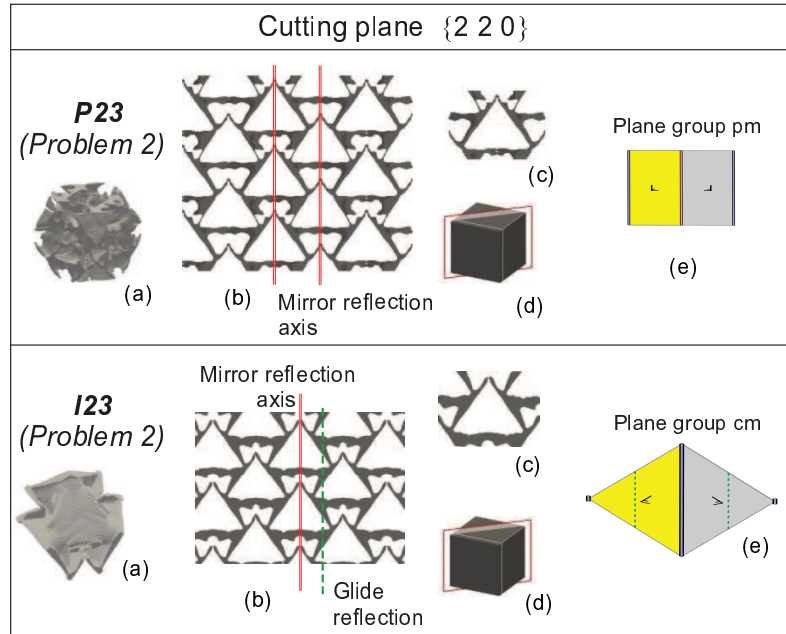 Cutting plane {2 2 0}
P23
(Problem 2)
(a)
(b)
Mirror reflection
axis
(c)
(d)
Plane group pm
(e)
I23
(Problem 2)
(a)
Mirror reflection
axis
(b)
Glide
reflection
(c)
(d)
Plane group cm
(e)